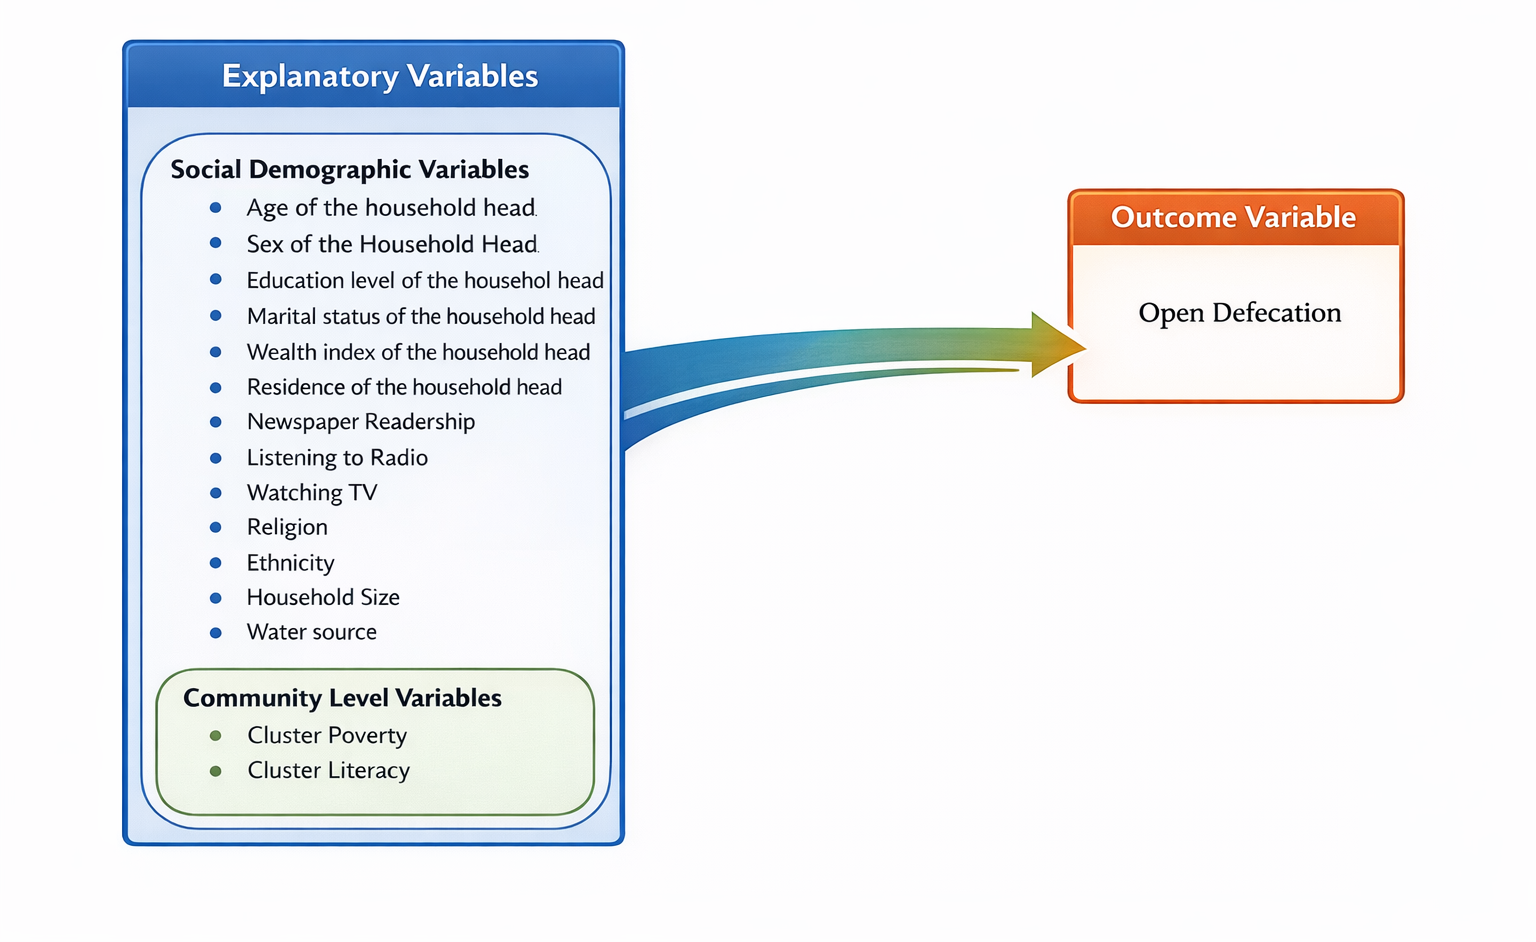 Explanatory Variables
Social Demographic Variables
Age of the household head.
Sex of the Household Head.
Education level of the househol head
Marital status of the household head
Wealth index of the household head
Residence of the household head
Newspaper Readership
Listening to Radio
Watching TV
Religion
Ethnicity
Household Size
Water source
Community Level Variables
Cluster Poverty
Cluster Literacy
Outcome Variable
Open Defecation